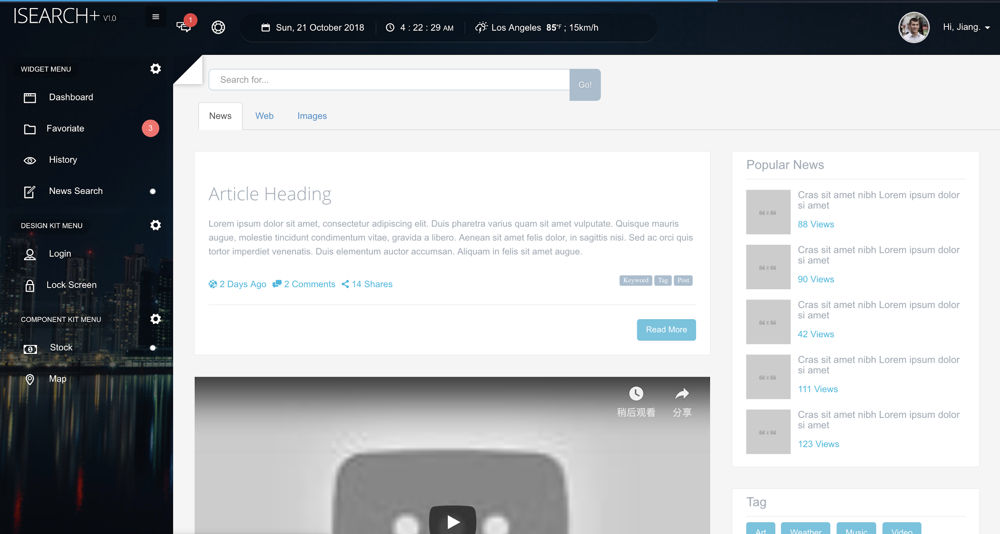 ISEARCH+ V1.0
1
Sun, 21 October 2018
4 : 22 : 29 AM
Los Angeles 85°F ; 15km/h
Hi, Jiang.
WIDGET MENU
Dashboard
Favoriate
3
History
News Search
DESIGN KIT MENU
Login
Lock Screen
COMPONENT KIT MENU
Stock
Map
Search for...
Go!
News
Web
Images
Article Heading
Lorem ipsum dolor sit amet, consectetur adipiscing elit. Duis pharetra varius quam sit amet vulputate. Quisque mauris
augue, molestie tincidunt condimentum vitae, gravida a libero. Aenean sit amet felis dolor, in sagittis nisi. Sed ac orci quis
tortor imperdiet venenatis. Duis elementum auctor accumsan. Aliquam in felis sit amet augue.
2 Days Ago
2 Comments
14 Shares
Keyword
Tag
Post
Read More
稍后观看
分享
Popular News
64 x 64
Cras sit amet nibh Lorem ipsum dolor
si amet
88 Views
64 x 64
Cras sit amet nibh Lorem ipsum dolor
si amet
90 Views
64 x 64
Cras sit amet nibh Lorem ipsum dolor
si amet
42 Views
64 x 64
Cras sit amet nibh Lorem ipsum dolor
si amet
111 Views
64 x 64
Cras sit amet nibh Lorem ipsum dolor
si amet
123 Views
Tag
Art
Weather
Music
Video